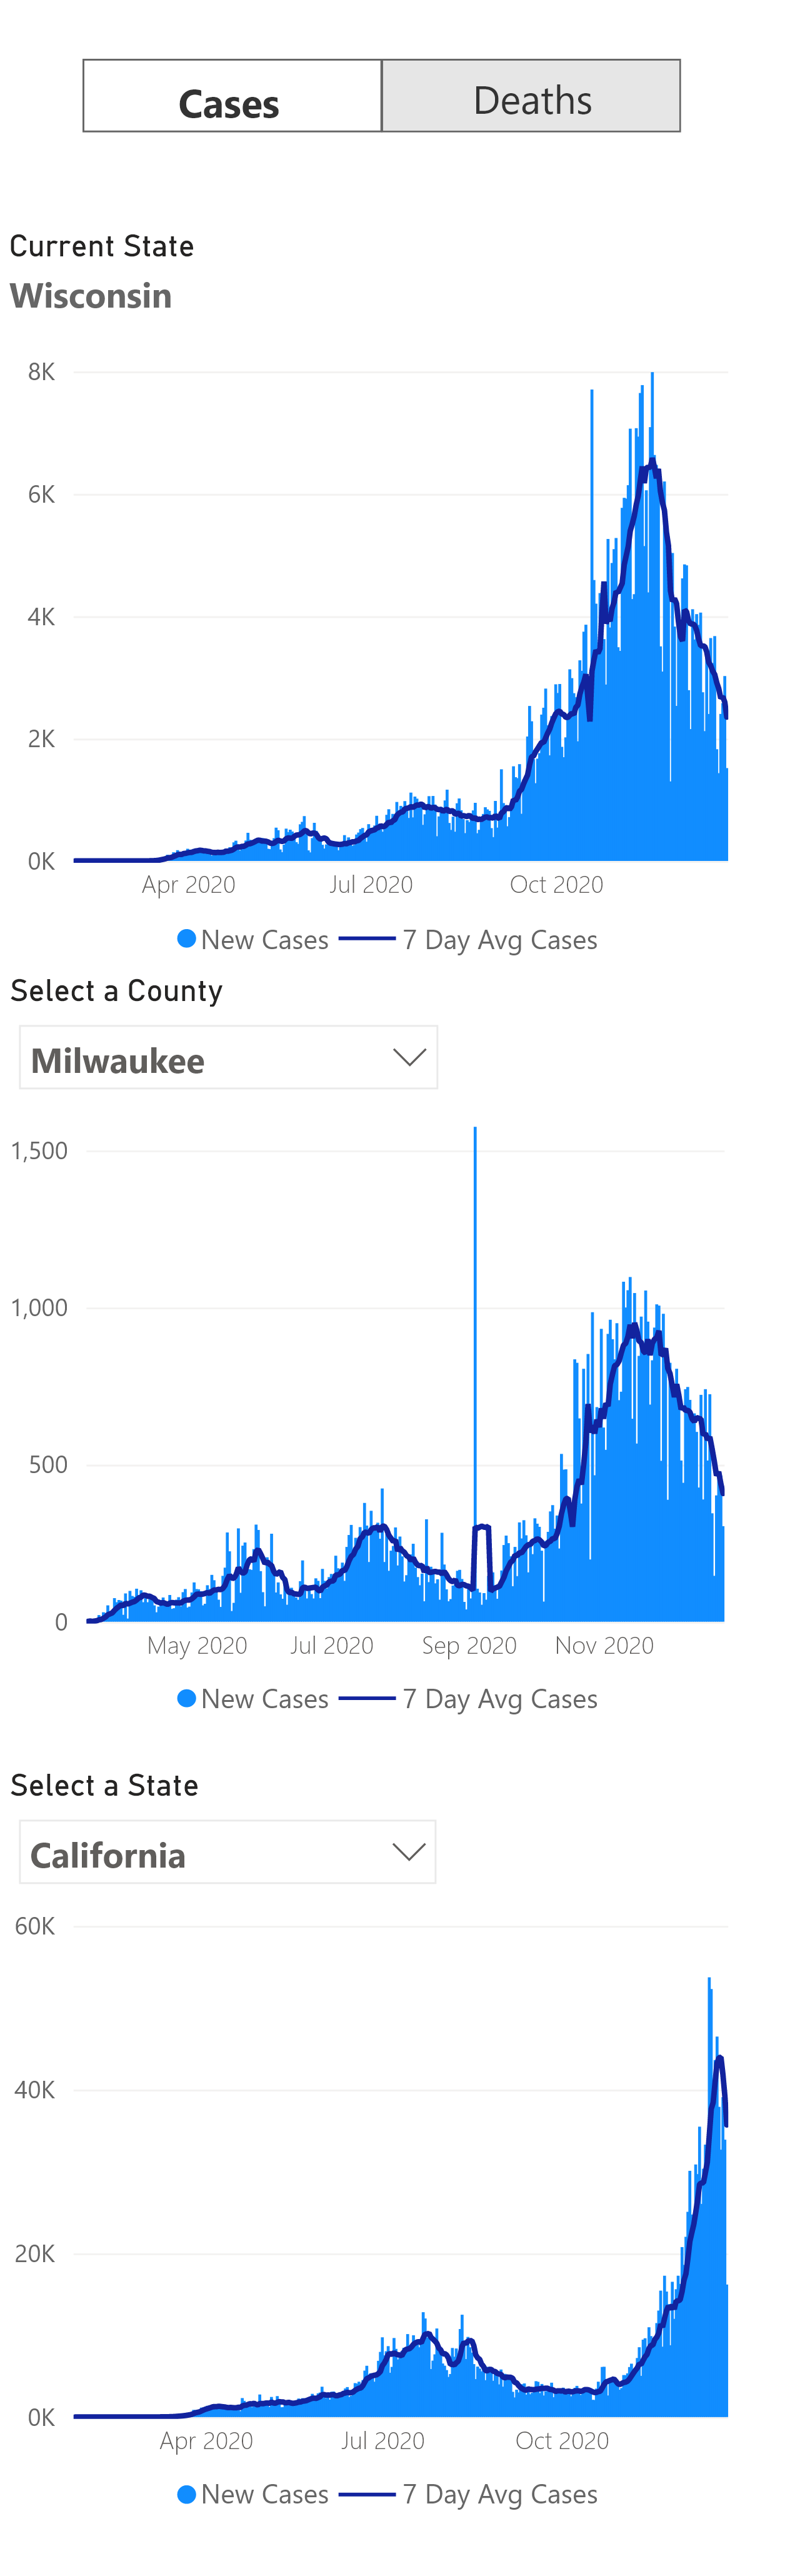 Cases Deaths
Current State
Wisconsin
8K
6K
4K
2K
0K
Apr 2020 Jul 2020 Oct 2020
New Cases 7 Day Avg Cases
Select a County
Milwaukee
1,500
1,000
500
0
May 2020 Jul 2020 Sep 2020 Nov 2020
New Cases 7 Day Avg Cases
Select a State
California
60K
40K
20K
0K
Apr 2020 Jul 2020 Oct 2020
New Cases 7 Day Avg Cases